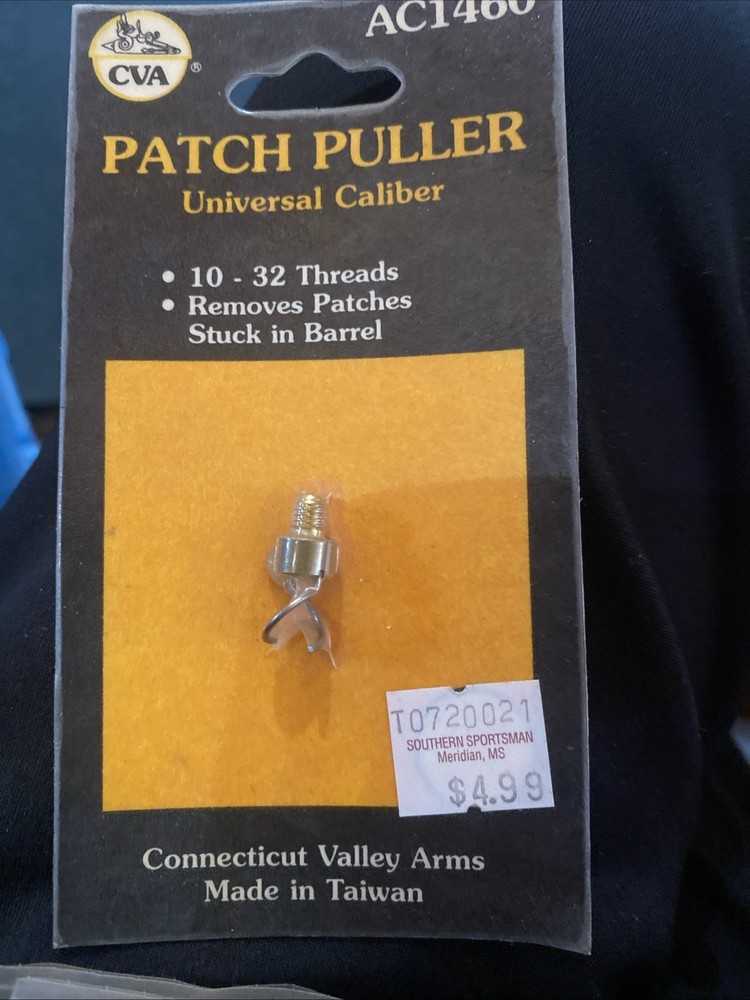 AC1460
CVA ®
PATCH PULLER
Universal Caliber
• 10 - 32 Threads
• Removes Patches
Stuck in Barrel
T0720021
SOUTHERN SPORTSMAN
Meridian, MS
$4.99
Connecticut Valley Arms
Made in Taiwan